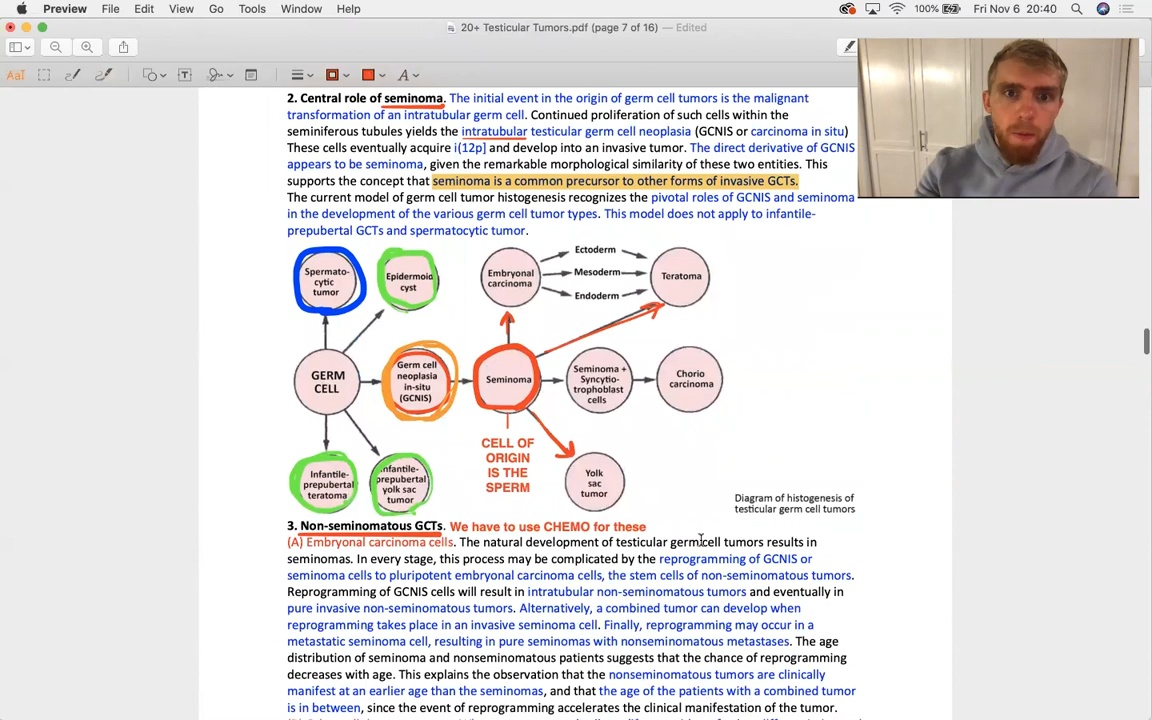 Preview File Edit View Go Tools Window Help 100% Fri Nov 6 20:40
20+ Testicular Tumors.pdf (page 7 of 16) — Edited
2. Central role of seminoma. The initial event in the origin of germ cell tumors is the malignant
transformation of an intratubular germ cell. Continued proliferation of such cells within the
seminiferous tubules yields the intratubular testicular germ cell neoplasia (GCNIS or carcinoma in situ)
These cells eventually acquire i(12p] and develop into an invasive tumor. The direct derivative of GCNIS
appears to be seminoma, given the remarkable morphological similarity of these two entities. This
supports the concept that seminoma is a common precursor to other forms of invasive GCTs.
The current model of germ cell tumor histogenesis recognizes the pivotal roles of GCNIS and seminoma
in the development of the various germ cell tumor types. This model does not apply to infantile-
prepubertal GCTs and spermatocytic tumor.
Spermato-
cytic
tumor
Epidermoid
cyst
Embryonal
carcinoma
Ectoderm
Mesoderm
Endoderm
Teratoma
GERM
CELL
Germ cell
neoplasia
in-situ
(GCNIS)
Seminoma
Seminoma +
Syncytio-
trophoblast
cells
Chorio
carcinoma
CELL OF
ORIGIN
IS THE
SPERM
Infantile-
prepubertal
teratoma
Infantile-
prepubertal
yolk sac
tumor
Yolk
sac
tumor
Diagram of histogenesis of
testicular germ cell tumors
3. Non-seminomatous GCTs. We have to use CHEMO for these
(A) Embryonal carcinoma cells. The natural development of testicular germ cell tumors results in
seminomas. In every stage, this process may be complicated by the reprogramming of GCNIS or
seminoma cells to pluripotent embryonal carcinoma cells, the stem cells of non-seminomatous tumors.
Reprogramming of GCNIS cells will result in intratubular non-seminomatous tumors and eventually in
pure invasive non-seminomatous tumors. Alternatively, a combined tumor can develop when
reprogramming takes place in an invasive seminoma cell. Finally, reprogramming may occur in a
metastatic seminoma cell, resulting in pure seminomas with nonseminomatous metastases. The age
distribution of seminoma and nonseminomatous patients suggests that the chance of reprogramming
decreases with age. This explains the observation that the nonseminomatous tumors are clinically
manifest at an earlier age than the seminomas, and that the age of the patients with a combined tumor
is in between, since the event of reprogramming accelerates the clinical manifestation of the tumor.